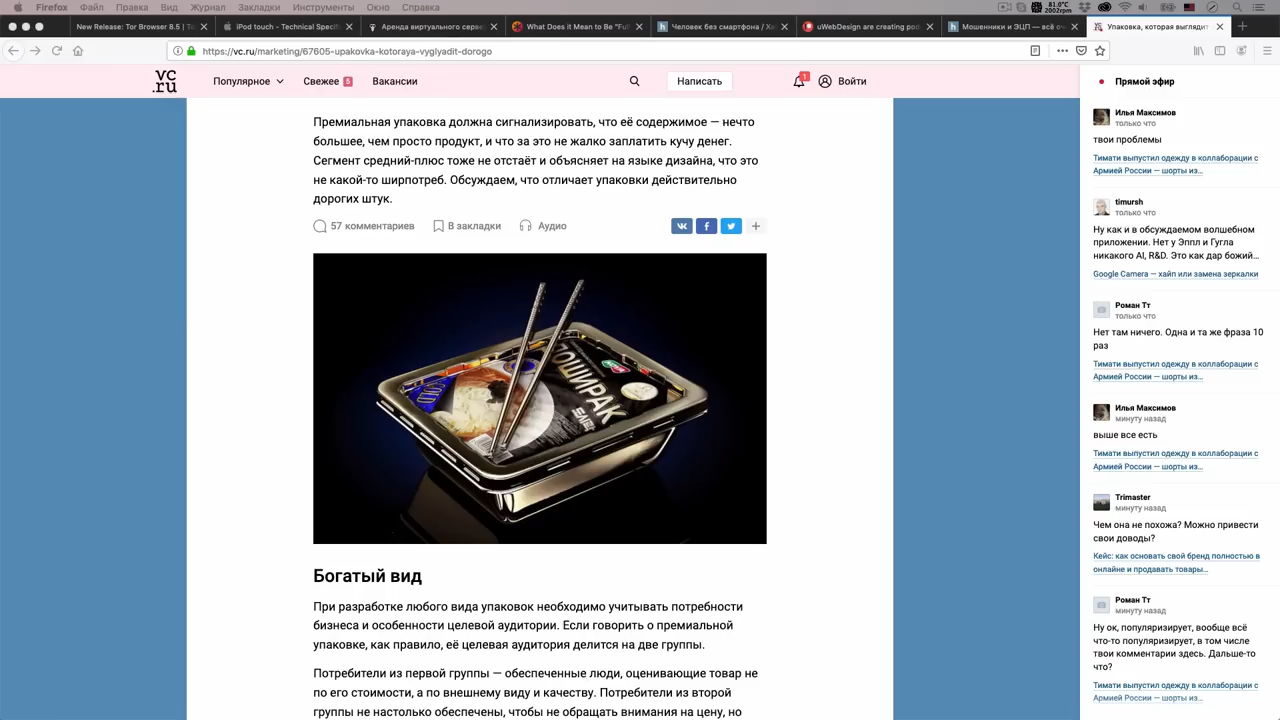 Firefox Файл Правка Вид Журнал Закладки Инструменты Окно Справка
81.0°C
2002rpm
New Release: Tor Browser 8.5 | To
iPod touch - Technical Specifi
Аренда виртуального сервер
What Does it Mean to Be "Full
Человек без смартфона / Ха
uWebDesign are creating pod
Мошенники и ЭЦП — всё оч
Упаковка, которая выглядит
https://vc.ru/marketing/67605-upakovka-kotoraya-vyglyadit-dorogo
vc
.ru
Популярное
Свежее 5
Вакансии
Написать
1
Войти
Премиальная упаковка должна сигнализировать, что её содержимое — нечто
большее, чем просто продукт, и что за это не жалко заплатить кучу денег.
Сегмент средний-плюс тоже не отстаёт и объясняет на языке дизайна, что это
не какой-то ширпотреб. Обсуждаем, что отличает упаковки действительно
дорогих штук.
57 комментариев
В закладки
Аудио
ДОШИРАК
Богатый вид
При разработке любого вида упаковок необходимо учитывать потребности
бизнеса и особенности целевой аудитории. Если говорить о премиальной
упаковке, как правило, её целевая аудитория делится на две группы.
Потребители из первой группы — обеспеченные люди, оценивающие товар не
по его стоимости, а по внешнему виду и качеству. Потребители из второй
группы не настолько обеспечены, чтобы не обращать внимания на цену, но
Прямой эфир
Илья Максимов
только что
твои проблемы
Тимати выпустил одежду в коллаборации с
Армией России — шорты из…
timursh
только что
Ну как и в обсуждаемом волшебном
приложении. Нет у Эппл и Гугла
никакого AI, R&D. Это как дар божий…
Google Camera — хайп или замена зеркалки
Роман Тт
только что
Нет там ничего. Одна и та же фраза 10
раз
Тимати выпустил одежду в коллаборации с
Армией России — шорты из…
Илья Максимов
минуту назад
выше все есть
Тимати выпустил одежду в коллаборации с
Армией России — шорты из…
Trimaster
минуту назад
Чем она не похожа? Можно привести
свои доводы?
Кейс: как основать свой бренд полностью в
онлайне и продавать товары…
Роман Тт
минуту назад
Ну ок, популяризирует, вообще всё
что-то популяризирует, в том числе
твои комментарии здесь. Дальше-то
что?
Тимати выпустил одежду в коллаборации с
Армией России — шорты из…